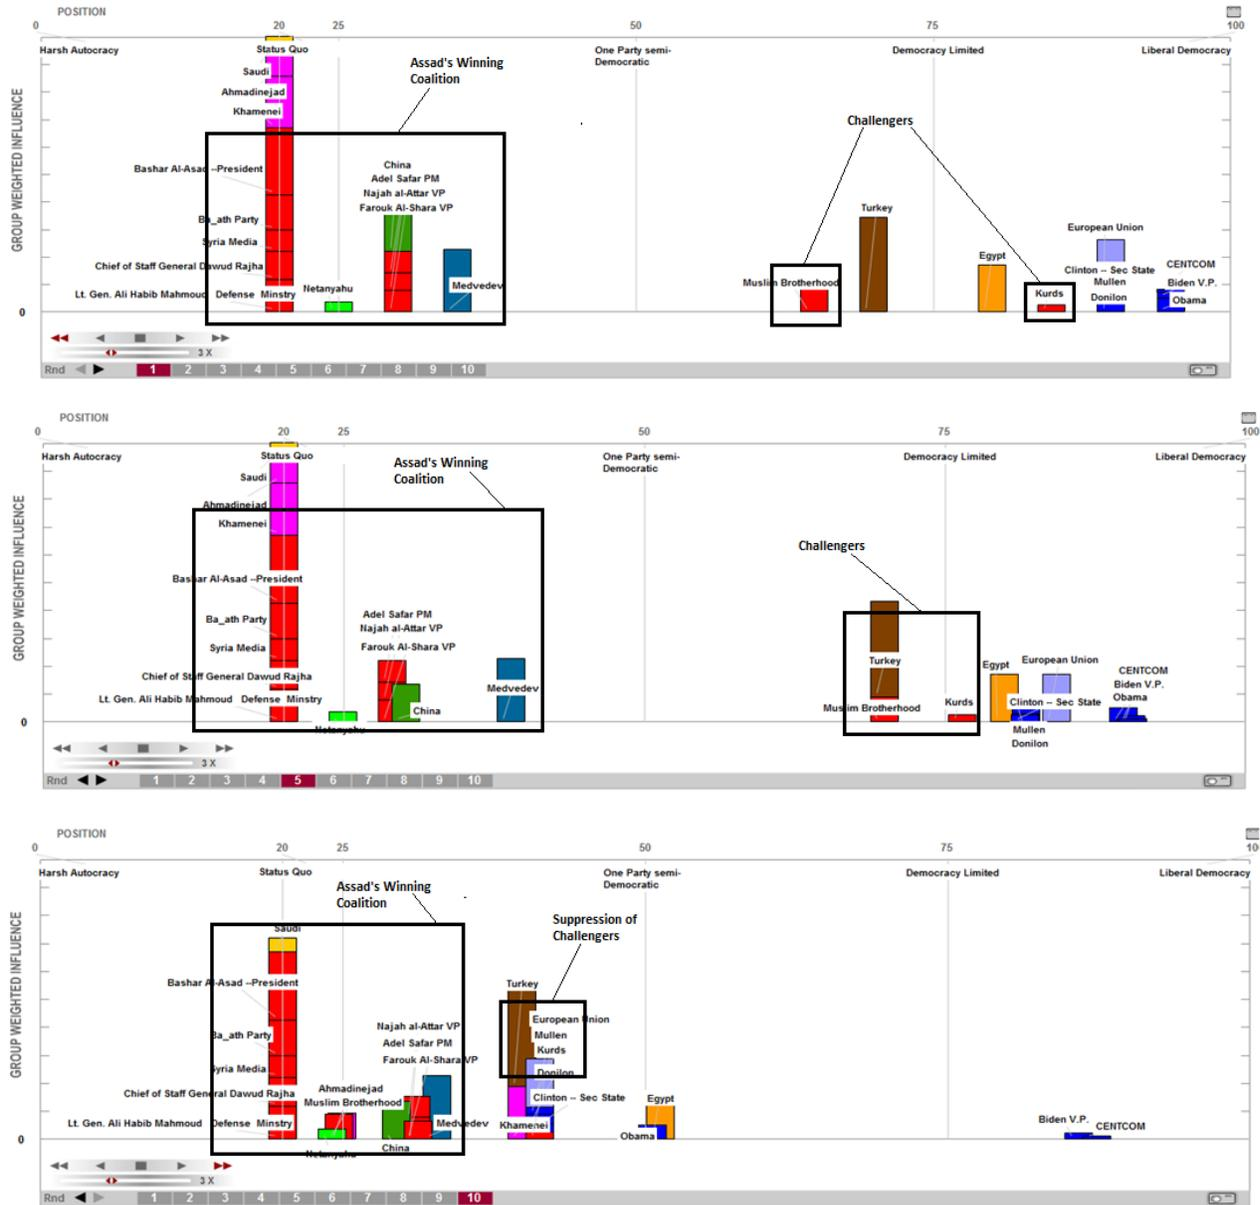 POSITION
0 20 25 50 75 100
Harsh Autocracy Status Quo One Party semi- Democracy Limited Liberal Democracy
Democratic
GROUP WEIGHTED INFLUENCE
Assad's Winning
Coalition
Saudi
Ahmadinejad
Khamenei
Challengers
Bashar Al-Asad --President
China
Adel Safar PM
Najah al-Attar VP
Farouk Al-Shara VP
Turkey
Ba_ath Party
European Union
Syria Media
Egypt
Chief of Staff General Dawud Rajha
CENTCOM
Clinton -- Sec State
Mullen
Muslim Brotherhood
Biden V.P.
Medvedev
Netanyahu
Kurds
Lt. Gen. Ali Habib Mahmoud Defense Minstry
Donilon
Obama
0
3 X
Rnd 1 2 3 4 5 6 7 8 9 10
POSITION
0 20 25 50 75 100
Harsh Autocracy Status Quo One Party semi- Democracy Limited Liberal Democracy
Democratic
GROUP WEIGHTED INFLUENCE
Assad's Winning
Coalition
Saudi
Ahmadinejad
Khamenei
Challengers
Bashar Al-Asad --President
Adel Safar PM
Ba_ath Party
Najah al-Attar VP
Syria Media
Farouk Al-Shara VP
Turkey
European Union
Egypt
CENTCOM
Chief of Staff General Dawud Rajha
Biden V.P.
Medvedev
Obama
Lt. Gen. Ali Habib Mahmoud Defense Minstry
Kurds
Clinton -- Sec State
Muslim Brotherhood
China
0
Netanyahu
Mullen
Donilon
3 X
Rnd 1 2 3 4 5 6 7 8 9 10
POSITION
0 20 25 50 75 10
Harsh Autocracy Status Quo One Party semi- Democracy Limited Liberal Democracy
Democratic
GROUP WEIGHTED INFLUENCE
Assad's Winning
Coalition
Suppression of
Challengers
Saudi
Bashar Al-Asad --President
Turkey
European Union
Najah al-Attar VP
Ba_ath Party
Mullen
Adel Safar PM
Kurds
Farouk Al-Shara VP
Syria Media
Donilon
Ahmadinejad
Chief of Staff General Dawud Rajha
Clinton -- Sec State
Egypt
Muslim Brotherhood
Lt. Gen. Ali Habib Mahmoud Defense Minstry
Medvedev
Khamenei
Biden V.P.
CENTCOM
Obama
0
China
Netanyahu
3 X
Rnd 1 2 3 4 5 6 7 8 9 10